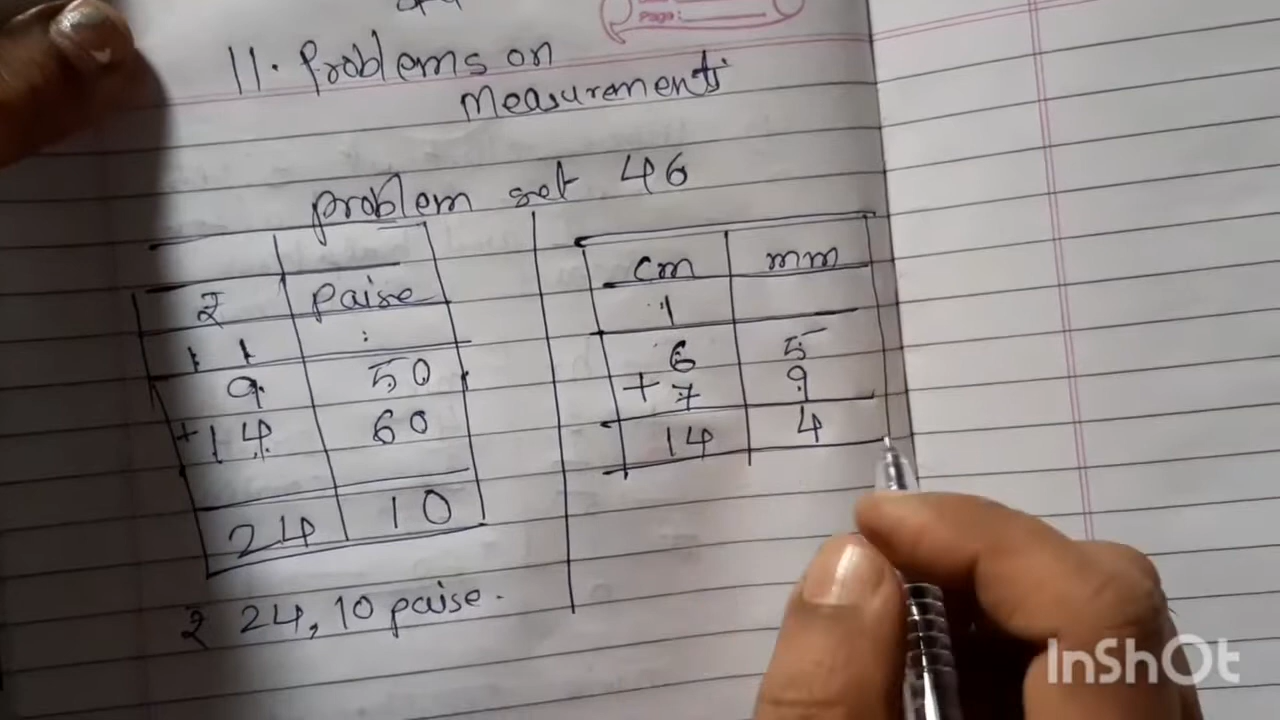 Page:
11. Problems on
measurements
problem set 46
₹ paise
1 1
9 50
+ 14 60
24 10
₹ 24, 10 paise.
cm mm
1
6 5
+ 7 9
14 4
InShOt